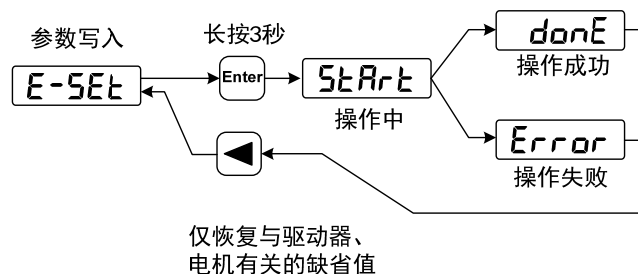 参数写入
E-SEt
长按3秒
Enter
StArt
操作中
donE
操作成功
Error
操作失败
仅恢复与驱动器、
电机有关的缺省值